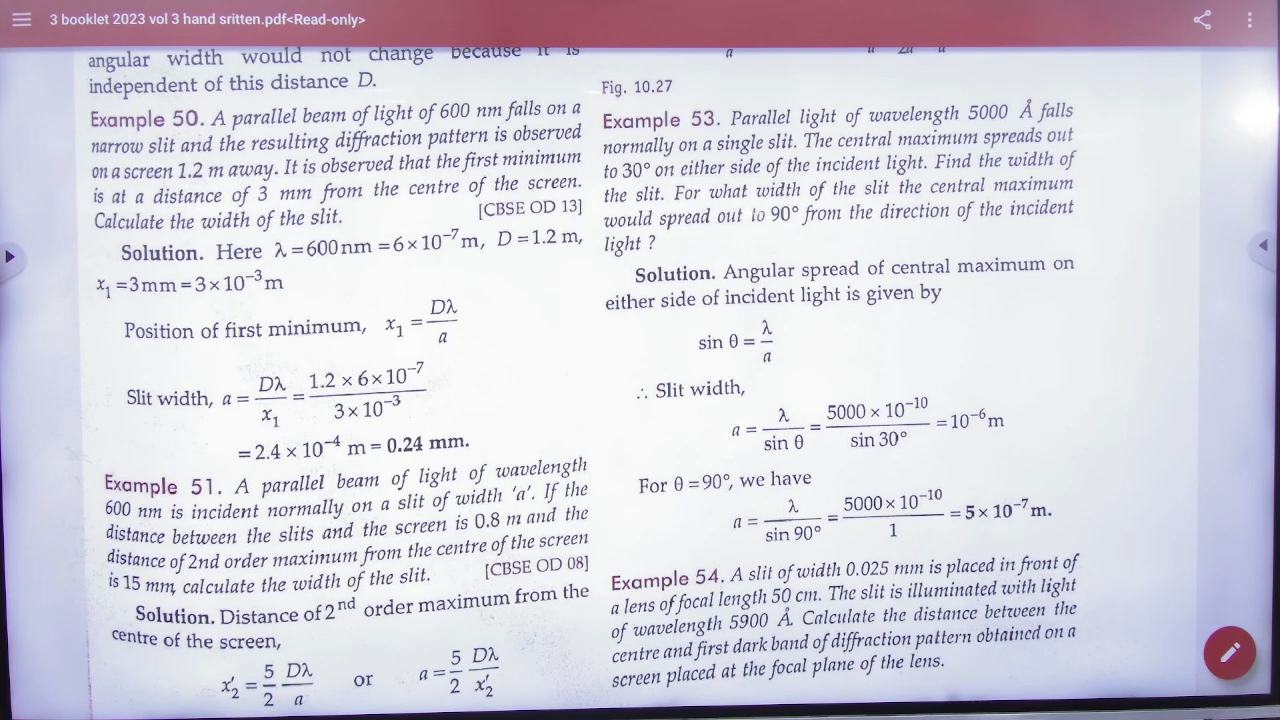 3 booklet 2023 vol 3 hand sritten.pdf<Read-only>
angular width would not change because it is
independent of this distance D.
Example 50. A parallel beam of light of 600 nm falls on a
narrow slit and the resulting diffraction pattern is observed
on a screen 1.2 m away. It is observed that the first minimum
is at a distance of 3 mm from the centre of the screen.
Calculate the width of the slit. [CBSE OD 13]
Solution. Here λ = 600 nm = 6 × 10⁻⁷ m, D = 1.2 m,
x₁ = 3 mm = 3 × 10⁻³ m
Position of first minimum, x₁ = Dλ / a
Slit width, a = Dλ / x₁ = 1.2 × 6 × 10⁻⁷ / 3 × 10⁻³
= 2.4 × 10⁻⁴ m = 0.24 mm.
Example 51. A parallel beam of light of wavelength
600 nm is incident normally on a slit of width 'a'. If the
distance between the slits and the screen is 0.8 m and the
distance of 2nd order maximum from the centre of the screen
is 15 mm, calculate the width of the slit. [CBSE OD 08]
Solution. Distance of 2nd order maximum from the
centre of the screen,
x′₂ = 5/2 Dλ/a or a = 5/2 Dλ/x′₂
a a 2a a
Fig. 10.27
Example 53. Parallel light of wavelength 5000 Å falls
normally on a single slit. The central maximum spreads out
to 30° on either side of the incident light. Find the width of
the slit. For what width of the slit the central maximum
would spread out to 90° from the direction of the incident
light ?
Solution. Angular spread of central maximum on
either side of incident light is given by
sin θ = λ / a
∴ Slit width,
a = λ / sin θ = 5000 × 10⁻¹⁰ / sin 30° = 10⁻⁶ m
For θ = 90°, we have
a = λ / sin 90° = 5000 × 10⁻¹⁰ / 1 = 5 × 10⁻⁷ m.
Example 54. A slit of width 0.025 mm is placed in front of
a lens of focal length 50 cm. The slit is illuminated with light
of wavelength 5900 Å. Calculate the distance between the
centre and first dark band of diffraction pattern obtained on a
screen placed at the focal plane of the lens.